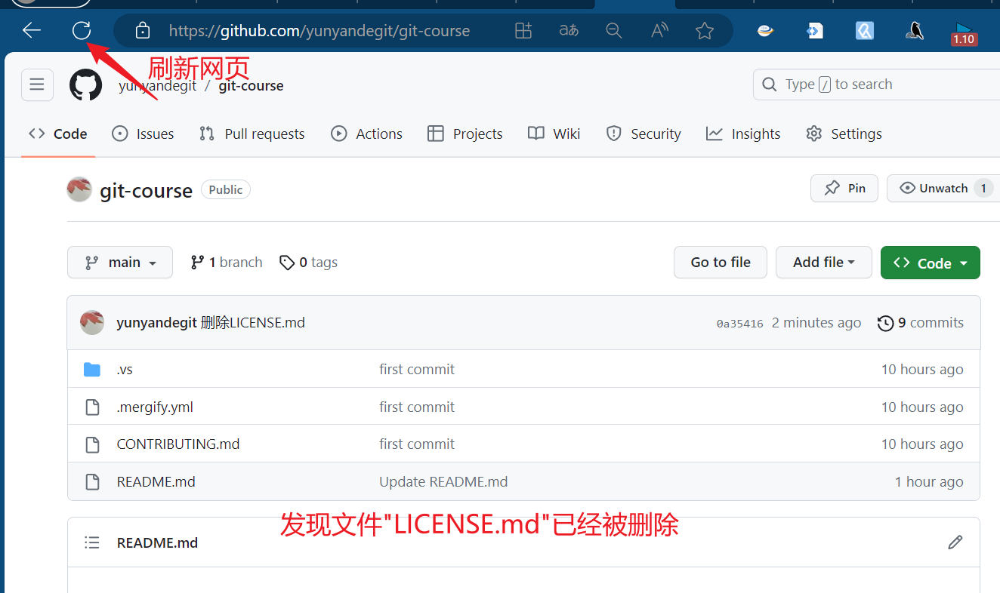 https://github.com/yunyandegit/git-course
aあ
A
1.10
刷新网页
yunyandegit / git-course
Type / to search
Code Issues Pull requests Actions Projects Wiki Security Insights Settings
git-course Public
Pin Unwatch 1
main 1 branch 0 tags Go to file Add file Code
yunyandegit 删除LICENSE.md 0a35416 2 minutes ago 9 commits
.vs first commit 10 hours ago
.mergify.yml first commit 10 hours ago
CONTRIBUTING.md first commit 10 hours ago
README.md Update README.md 1 hour ago
发现文件"LICENSE.md"已经被删除
README.md